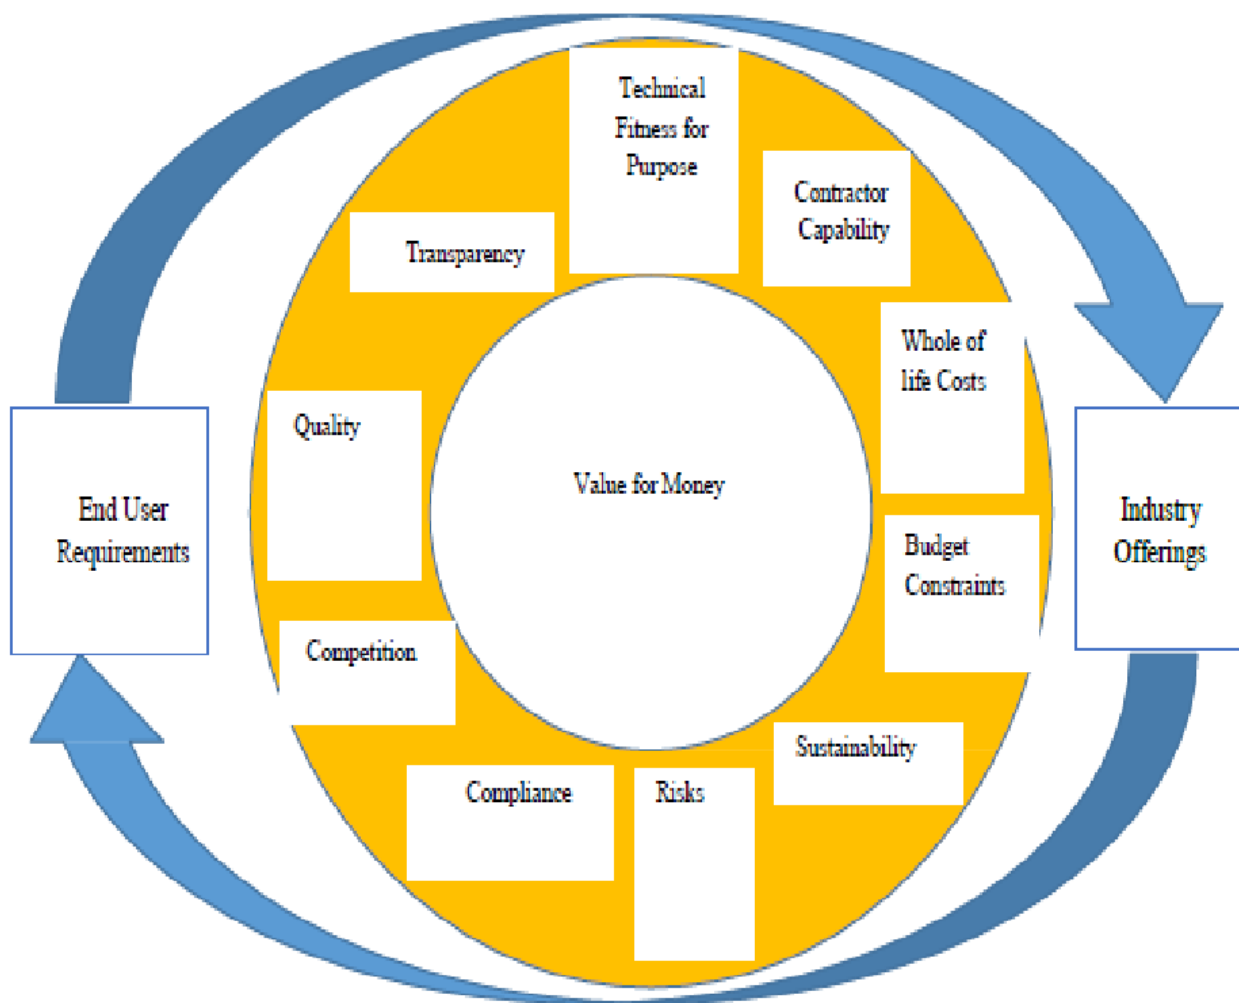 Technical
Fitness for
Purpose
Contractor
Capability
Transparency
Whole of
life Costs
Quality
Value for Money
End User
Requirements
Industry
Offerings
Budget
Constraints
Competition
Sustainability
Compliance
Risks